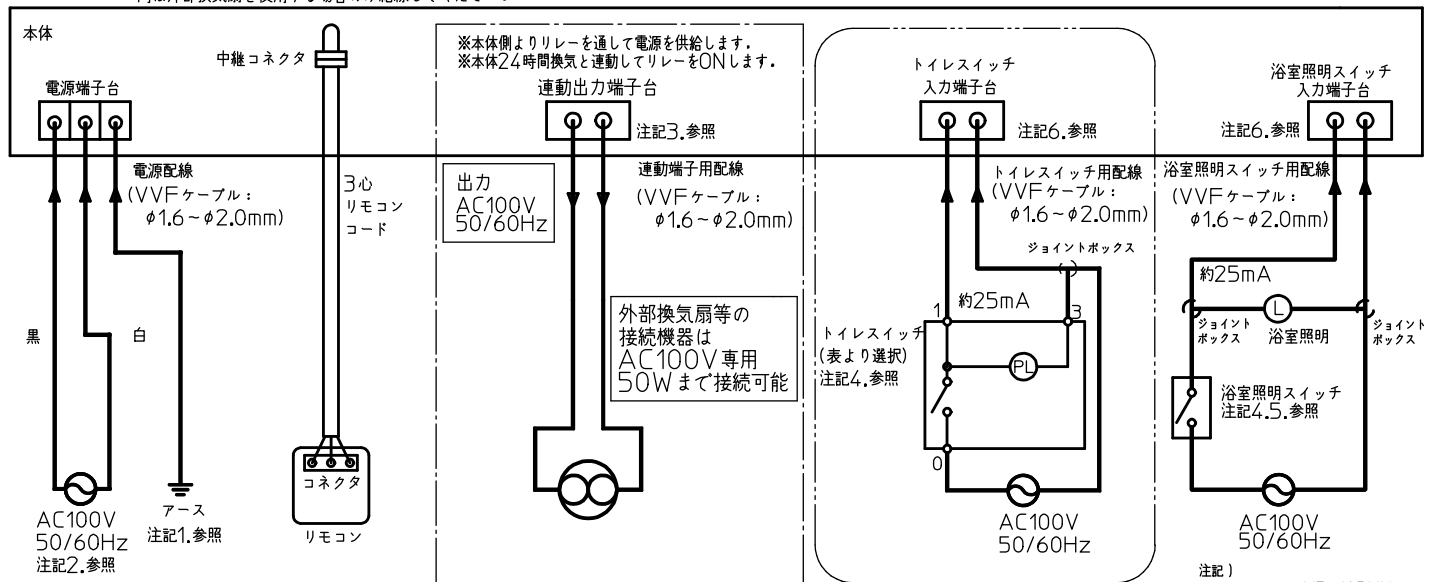 本体
中継コネクタ
電源端子台
※本体側よりリレーを通して電源を供給します.
※本体24時間換気と連動してリレーをONします.
連動出力端子台
注記3.参照
トイレスイッチ
入力端子台
注記6.参照
浴室照明スイッチ
入力端子台
注記6.参照
電源配線
(VVFケーブル:
φ1.6~φ2.0mm)
3心
リモコン
コード
出力
AC100V
50/60Hz
連動端子用配線
(VVFケーブル:
φ1.6~φ2.0mm)
トイレスイッチ用配線
(VVFケーブル:
φ1.6~φ2.0mm)
ジョイントボックス
浴室照明スイッチ用配線
(VVFケーブル:
φ1.6~φ2.0mm)
黒
白
外部換気扇等の
接続機器は
AC100V専用
50Wまで接続可能
1
約25mA
3
トイレスイッチ
(表より選択)
注記4.参照
PL
0
約25mA
L
ジョイント
ボックス
浴室照明
ジョイント
ボックス
浴室照明スイッチ
注記4.5.参照
コネクタ
リモコン
AC100V
50/60Hz
注記2.参照
アース
注記1.参照
AC100V
50/60Hz
AC100V
50/60Hz
注記)